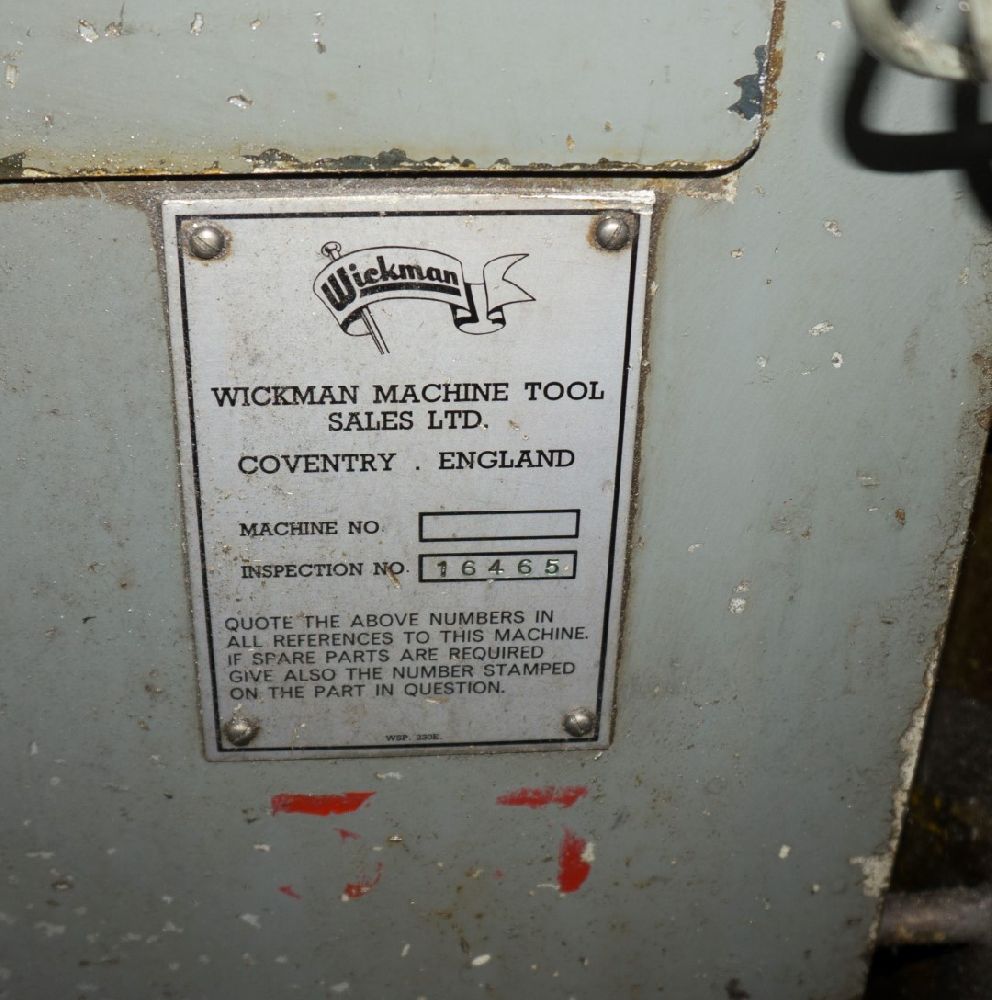 Wickman
WICKMAN MACHINE TOOL
SALES LTD.
COVENTRY . ENGLAND
MACHINE NO
INSPECTION NO. 16465
QUOTE THE ABOVE NUMBERS IN
ALL REFERENCES TO THIS MACHINE.
IF SPARE PARTS ARE REQUIRED
GIVE ALSO THE NUMBER STAMPED
ON THE PART IN QUESTION.